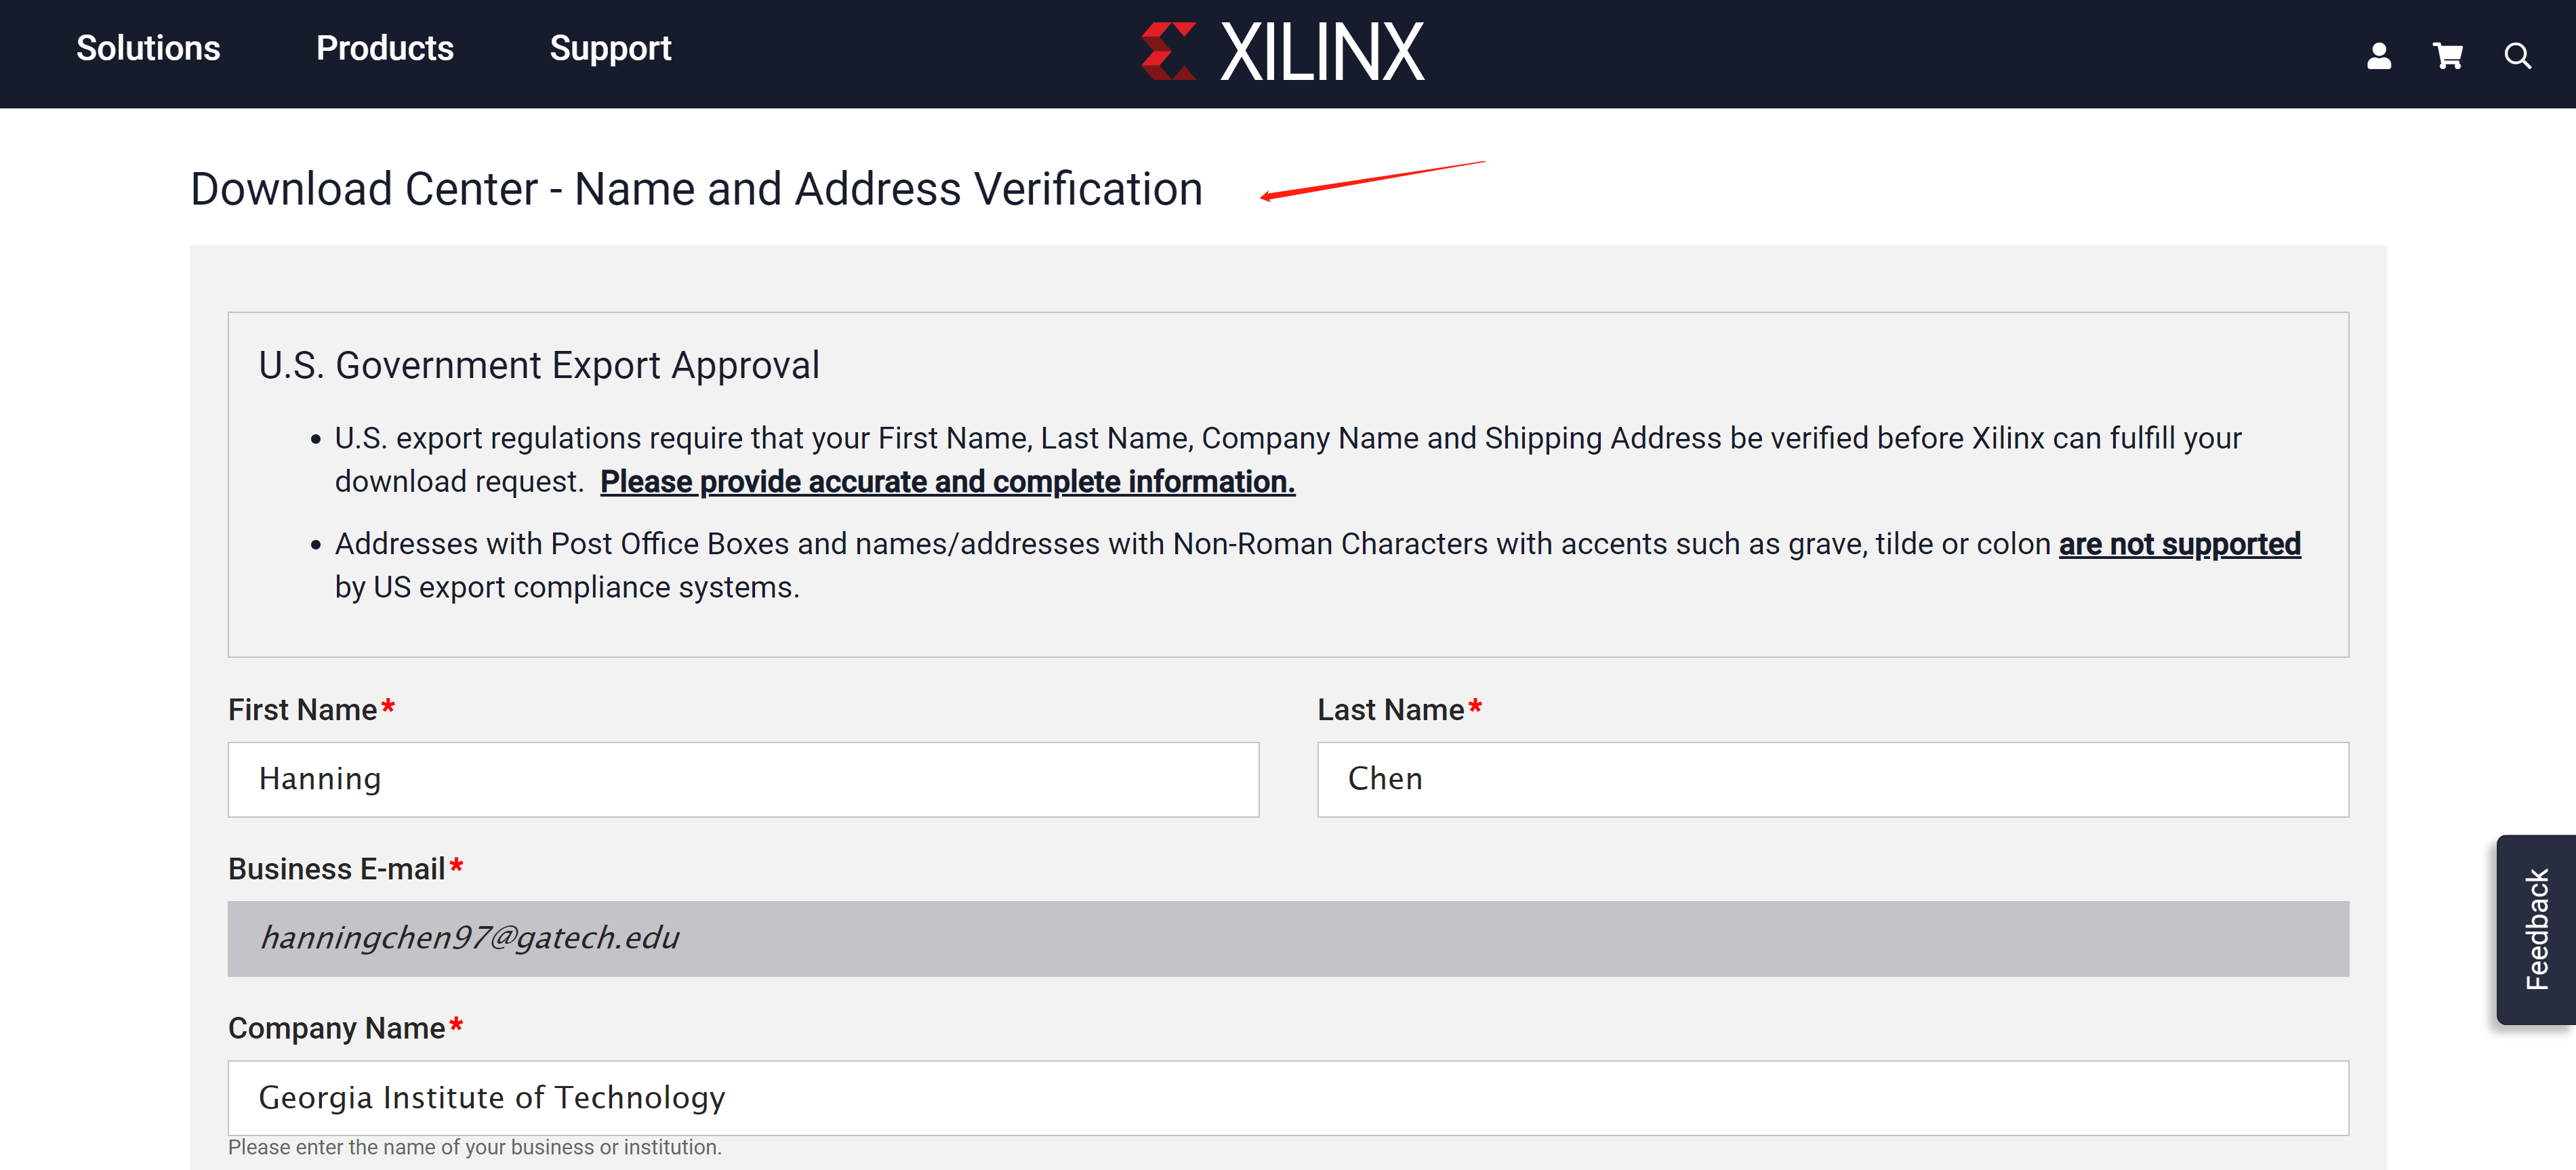 Solutions Products Support XILINX
Download Center - Name and Address Verification
U.S. Government Export Approval
• U.S. export regulations require that your First Name, Last Name, Company Name and Shipping Address be verified before Xilinx can fulfill your
download request. Please provide accurate and complete information.
• Addresses with Post Office Boxes and names/addresses with Non-Roman Characters with accents such as grave, tilde or colon are not supported
by US export compliance systems.
First Name* Last Name*
Hanning Chen
Business E-mail*
hanningchen97@gatech.edu
Feedback
Company Name*
Georgia Institute of Technology
Please enter the name of your business or institution.